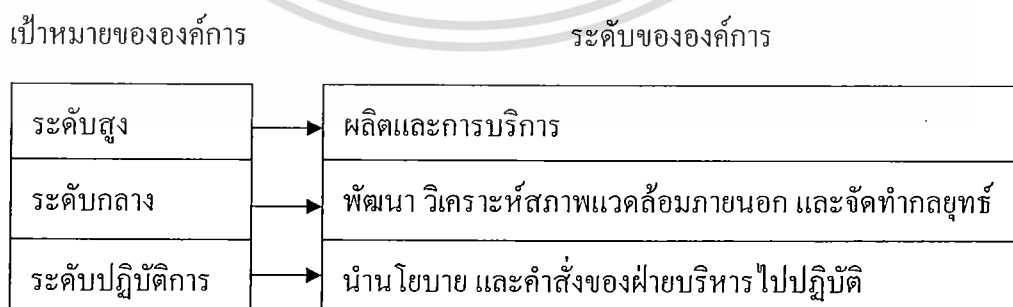 เป้าหมายขององค์การ ระดับขององค์การ
ระดับสูง ผลิตและการบริการ
ระดับกลาง พัฒนา วิเคราะห์สภาพแวดล้อมภายนอก และจัดทำกลยุทธ์
ระดับปฏิบัติการ นำนโยบาย และคำสั่งของฝ่ายบริหารไปปฏิบัติ